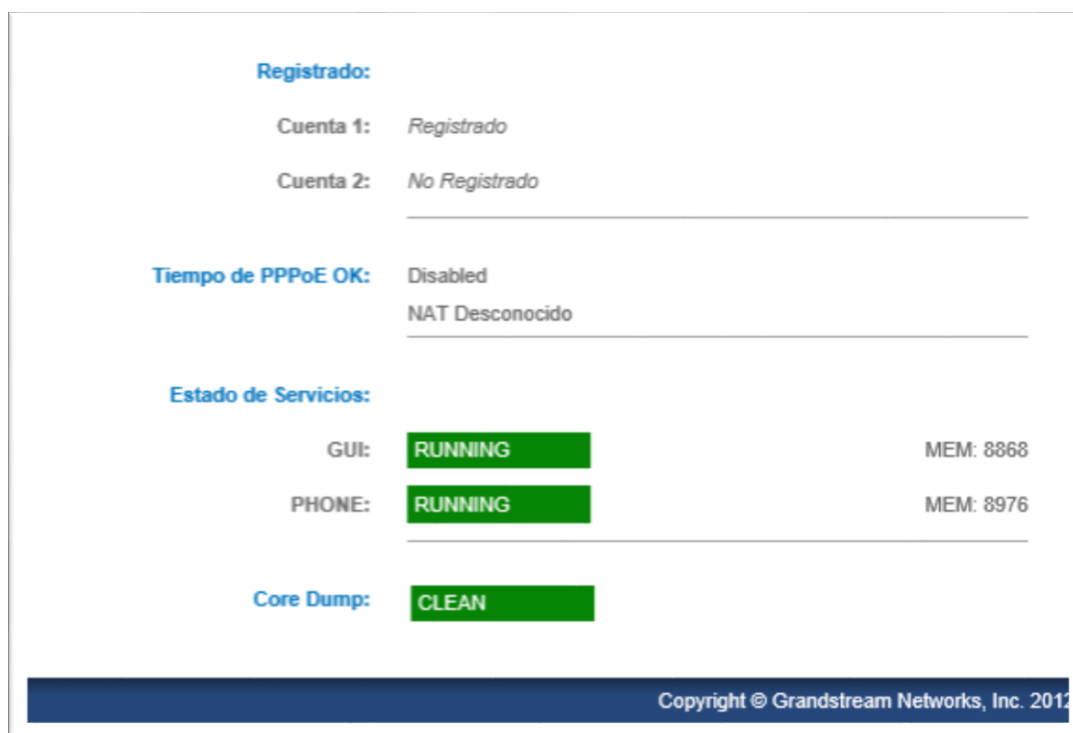 Registrado:
Cuenta 1: Registrado
Cuenta 2: No Registrado
Tiempo de PPPoE OK: Disabled
NAT Desconocido
Estado de Servicios:
GUI: RUNNING MEM: 8868
PHONE: RUNNING MEM: 8976
Core Dump: CLEAN
Copyright © Grandstream Networks, Inc. 2012